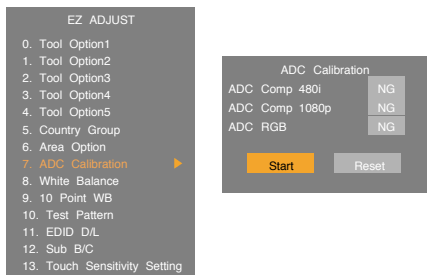 EZ ADJUST
0. Tool Option1
1. Tool Option2
2. Tool Option3
3. Tool Option4
4. Tool Option5
5. Country Group
6. Area Option
7. ADC Calibration
8. White Balance
9. 10 Point WB
10. Test Pattern
11. EDID D/L
12. Sub B/C
13. Touch Sensitivity Setting
ADC Calibration
ADC Comp 480i NG
ADC Comp 1080p NG
ADC RGB NG
Start Reset